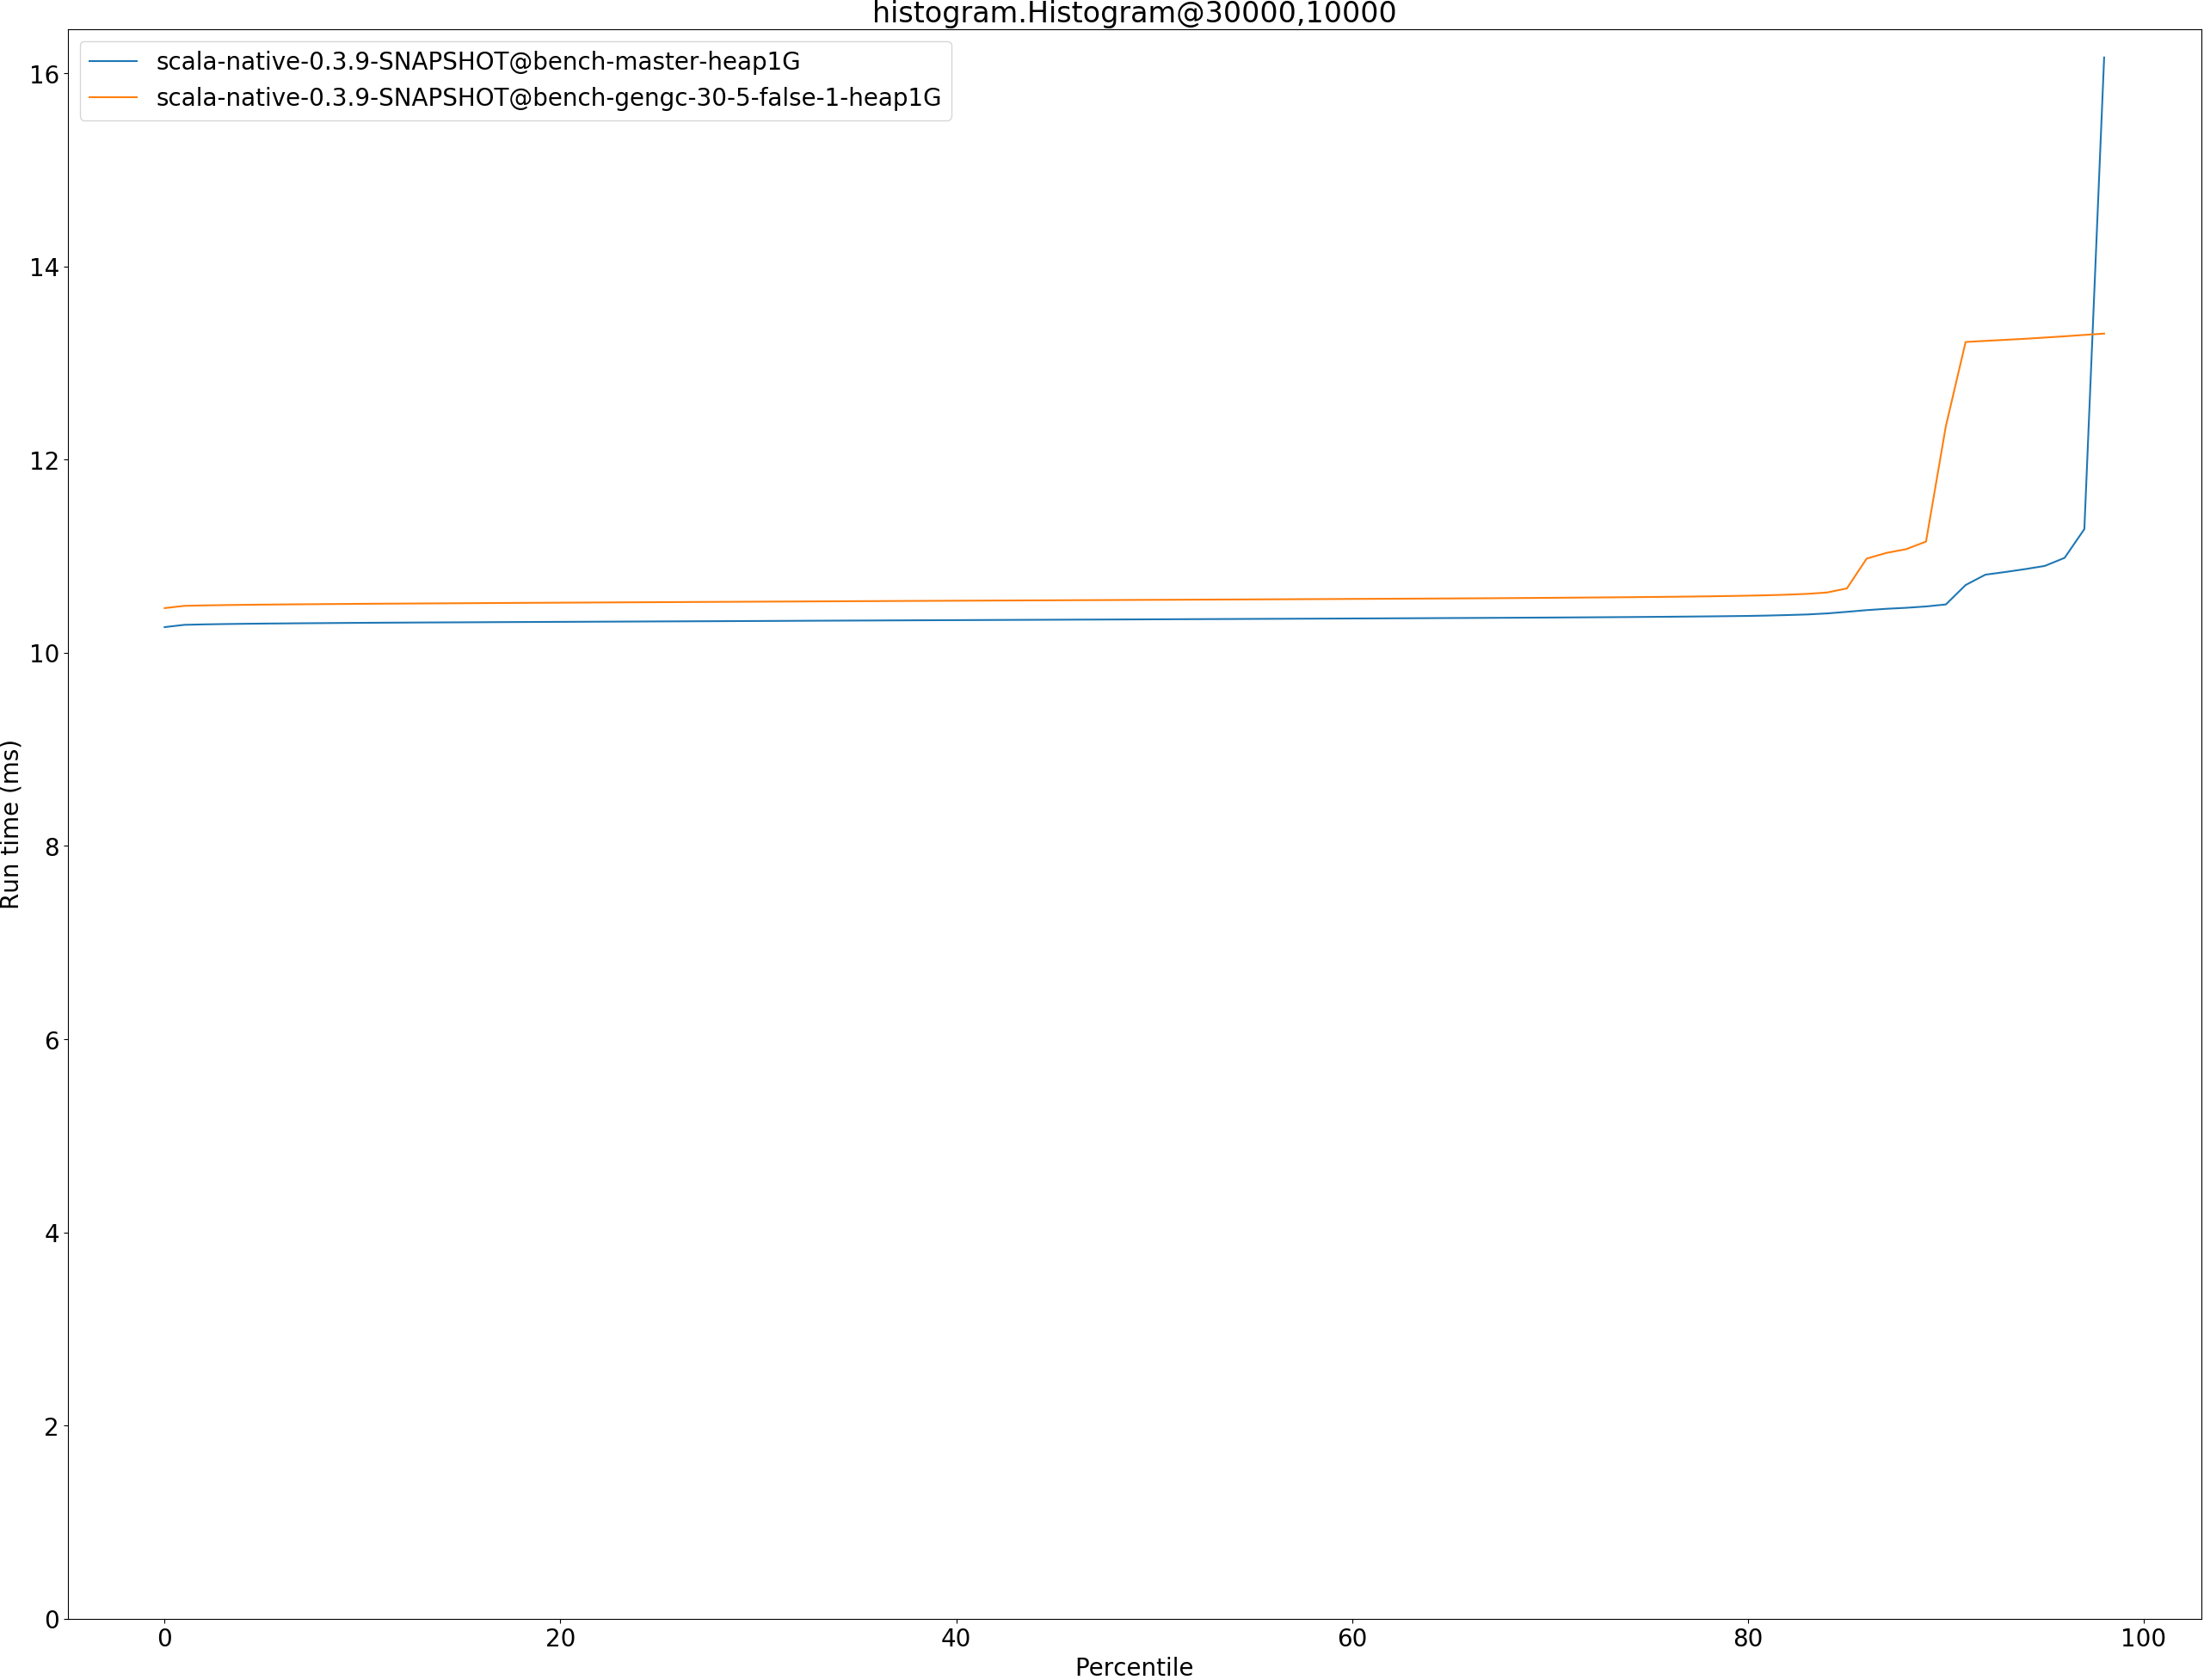 histogram.Histogram@30000,10000
scala-native-0.3.9-SNAPSHOT@bench-master-heap1G
scala-native-0.3.9-SNAPSHOT@bench-gengc-30-5-false-1-heap1G
16
14
12
10
8
6
4
2
0
Run time (ms)
0 20 40 60 80 100
Percentile